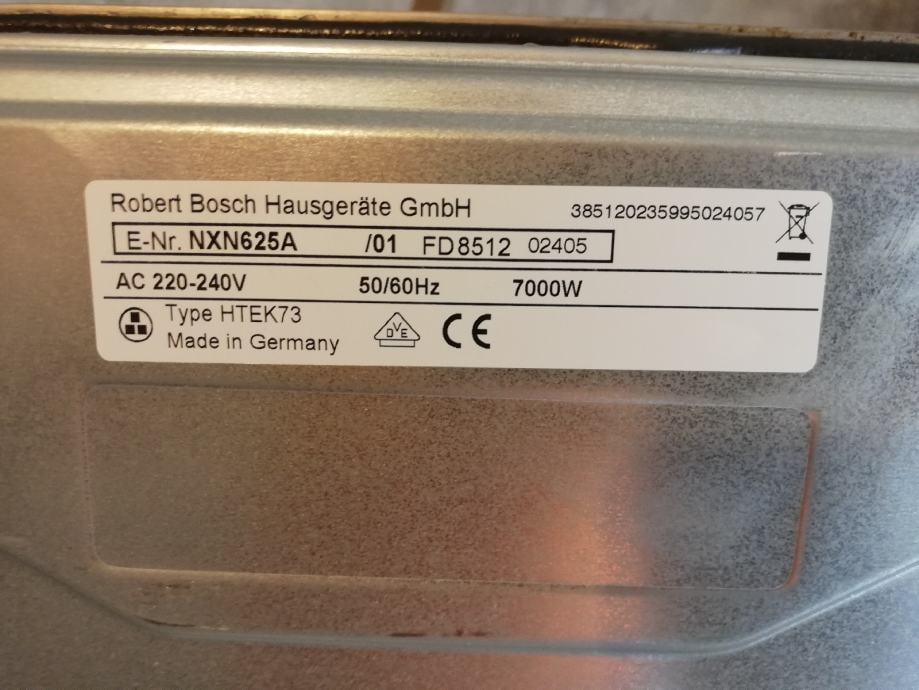 Robert Bosch Hausgeräte GmbH 385120235995024057
E-Nr. NXN625A /01 FD8512 02405
AC 220-240V 50/60Hz 7000W
Type HTEK73
Made in Germany
DVE CE